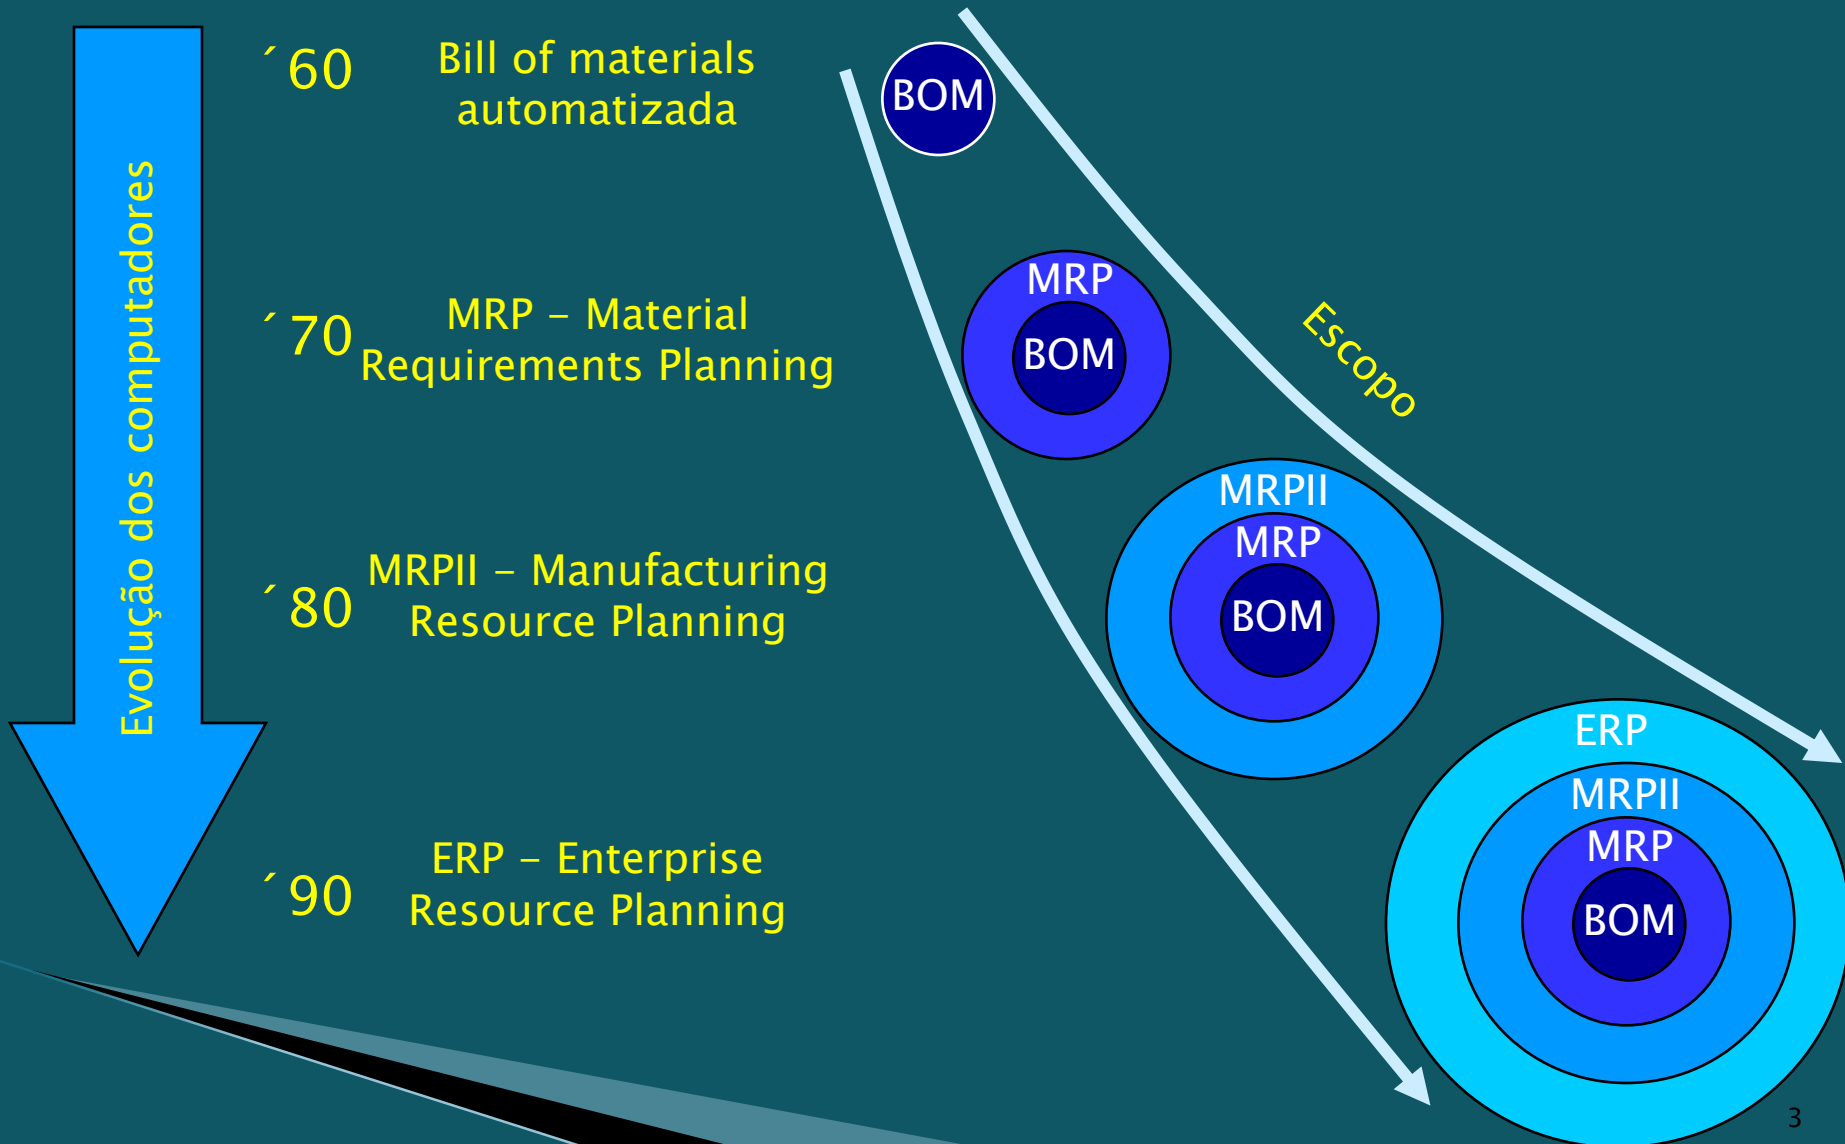 Evolução dos computadores
´60
Bill of materials
automatizada
BOM
´70
MRP – Material
Requirements Planning
MRP
BOM
Escopo
´80
MRPII – Manufacturing
Resource Planning
MRPII
MRP
BOM
´90
ERP – Enterprise
Resource Planning
ERP
MRPII
MRP
BOM
3